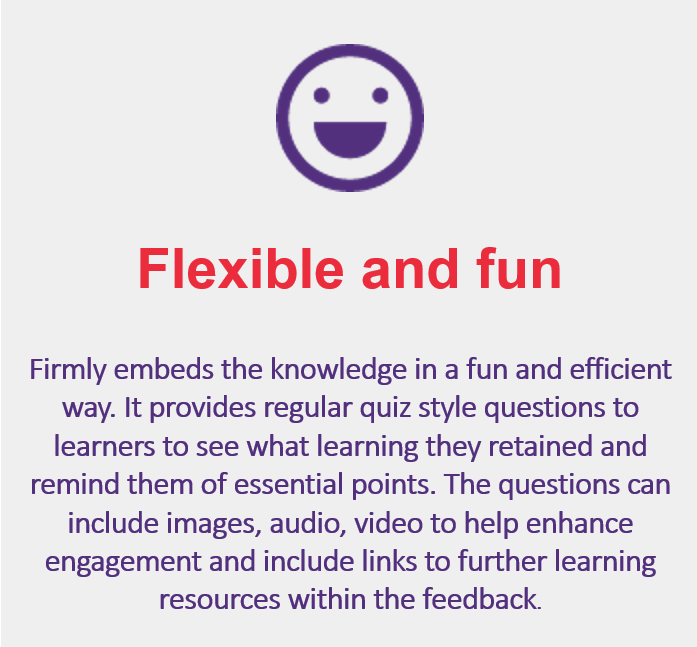 Flexible and fun
Firmly embeds the knowledge in a fun and efficient
way. It provides regular quiz style questions to
learners to see what learning they retained and
remind them of essential points. The questions can
include images, audio, video to help enhance
engagement and include links to further learning
resources within the feedback.